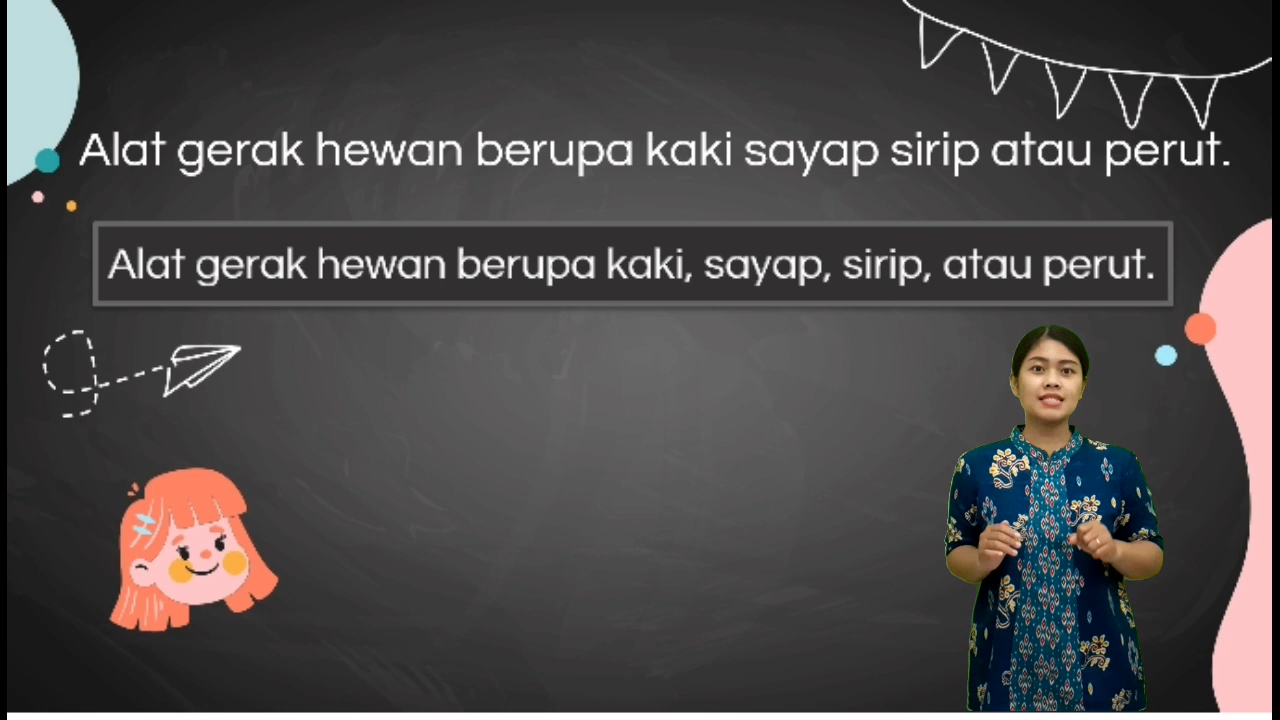 Alat gerak hewan berupa kaki sayap sirip atau perut.
Alat gerak hewan berupa kaki, sayap, sirip, atau perut.